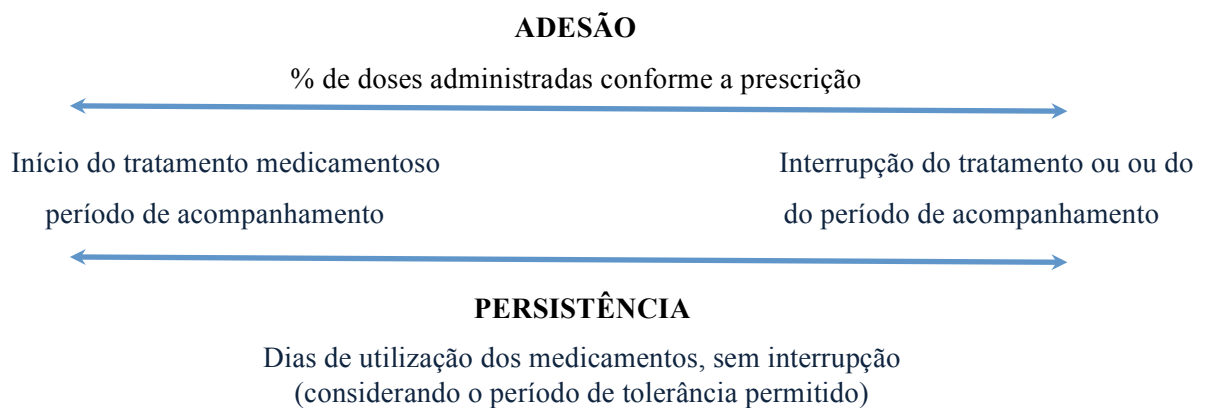 ADESÃO
% de doses administradas conforme a prescrição
Início do tratamento medicamentoso
período de acompanhamento
Interrupção do tratamento ou ou do
do período de acompanhamento
PERSISTÊNCIA
Dias de utilização dos medicamentos, sem interrupção
(considerando o período de tolerância permitido)